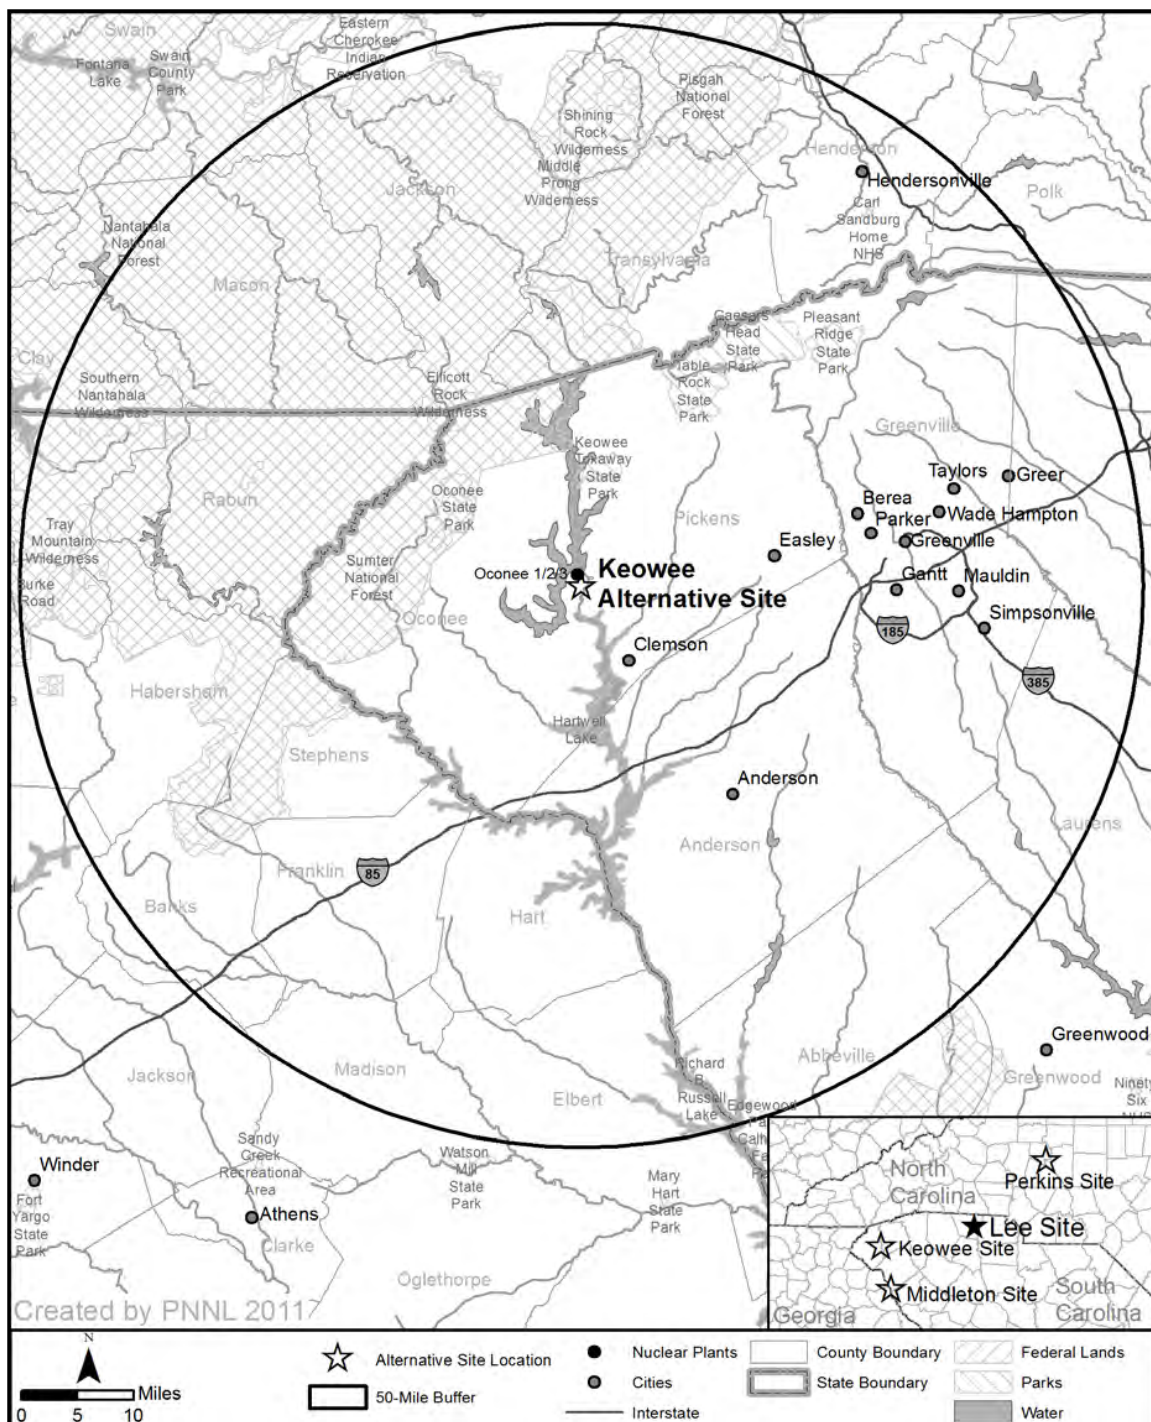 Swain
Eastern
Cherokee
Indian
Reservation
Fontana
Lake
Swain
County
Park
Pisgah
National
Forest
Shining
Rock
Wilderness
Middle
Prong
Wilderness
Henderson
Hendersonville
Carl
Sandburg
Home
NHS
Polk
Jackson
Nantahala
National
Forest
Macon
Transylvania
Caesars
Head
State
Park
Pleasant
Ridge
State
Park
Clay
Southern
Nantahala
Wilderness
Ellicott
Rock
Wilderness
Table
Rock
State
Park
Greenville
Keowee
Toxaway
State
Park
Taylors
Greer
Rabun
Oconee
State
Park
Berea
Wade Hampton
Parker
Pickens
Tray
Mountain
Wilderness
Easley
Greenville
Sumter
National
Forest
Oconee 1/2/3
Keowee
Alternative Site
Gantt
Mauldin
Burke
Road
Oconee
Simpsonville
185
Clemson
385
Habersham
Hartwell
Lake
Stephens
Anderson
Anderson
Laurens
Franklin
85
Banks
Hart
Greenwood
Abbeville
Greenwood
Ninety
Six
NHS
Madison
Jackson
Elbert
Richard
B
Russell
Lake
Edgewood
Sandy
Creek
Recreational
Area
Watson
Mill
State
Park
Mary
Hart
State
Park
Winder
Fort
Yargo
State
Park
Athens
Clarke
Oglethorpe
North
Carolina
Perkins Site
Lee Site
Keowee Site
Middleton Site
South
Carolina
Georgia
Created by PNNL 2011
N
Miles
0 5 10
Alternative Site Location
50-Mile Buffer
Nuclear Plants
Cities
Interstate
County Boundary
State Boundary
Federal Lands
Parks
Water